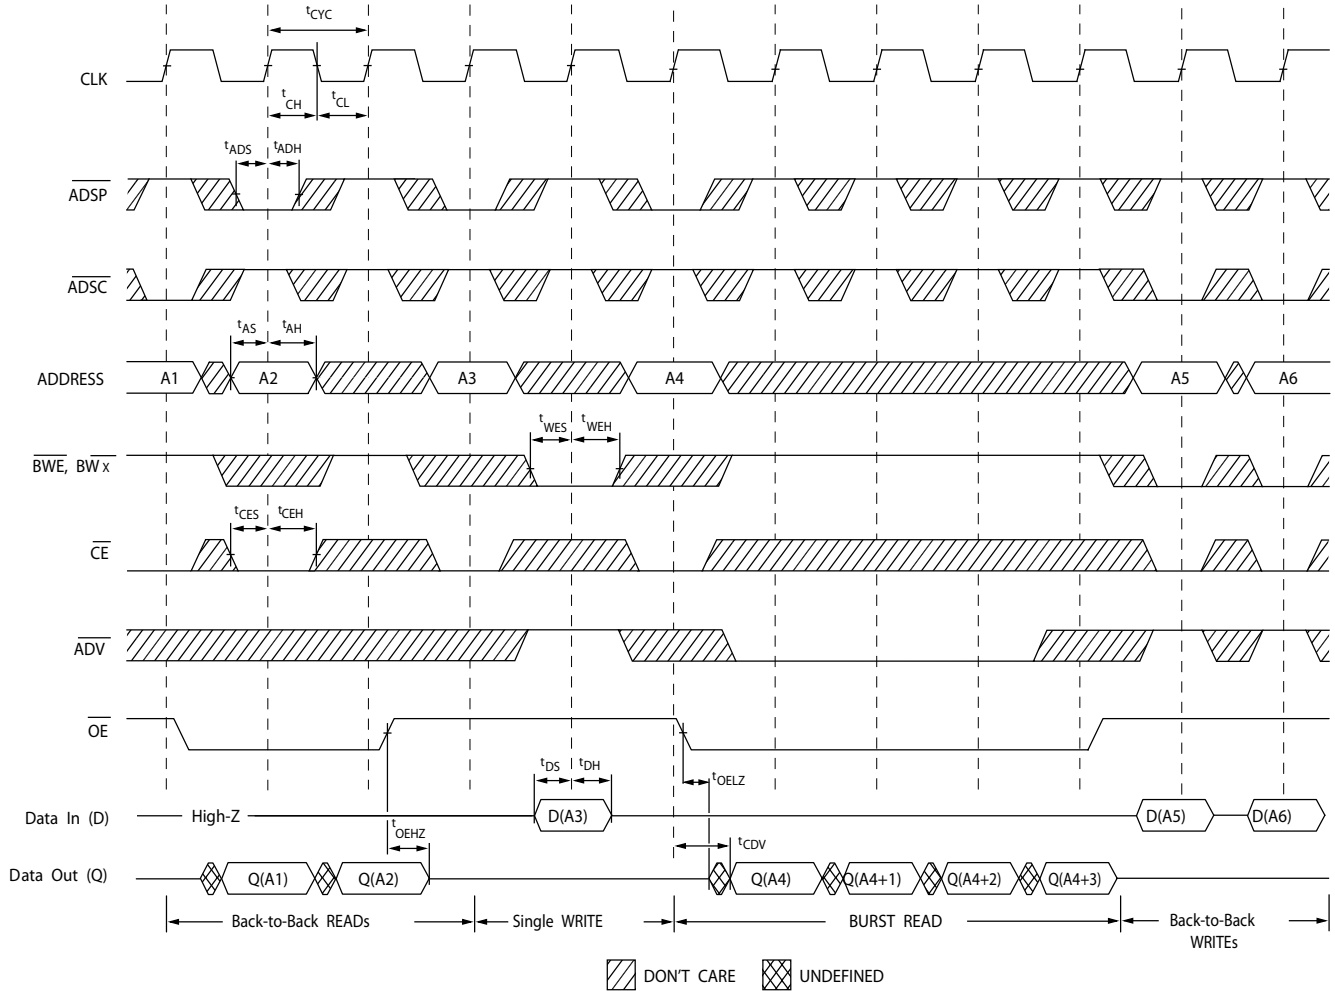 tCYC
CLK
tCH tCL
tADS tADH
ADSP
ADSC
tAS tAH
ADDRESS A1 A2 A3 A4 A5 A6
tWES tWEH
BWE, BW x
tCES tCEH
CE
ADV
OE
tDS tDH tOELZ
Data In (D) High-Z D(A3) D(A5) D(A6)
tOEHZ tCDV
Data Out (Q) Q(A1) Q(A2) Q(A4) Q(A4+1) Q(A4+2) Q(A4+3)
Back-to-Back READs Single WRITE BURST READ Back-to-Back
WRITEs
DON'T CARE UNDEFINED